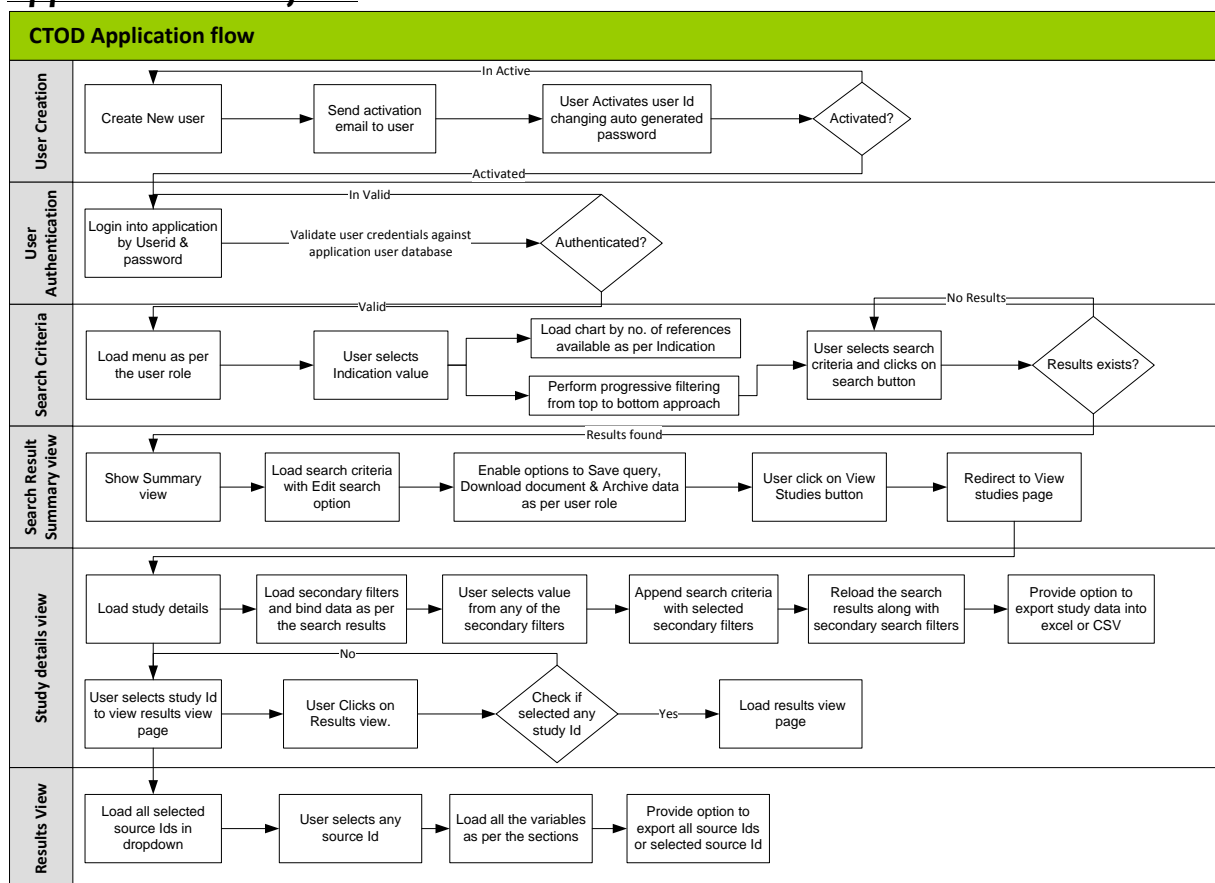 CTOD Application flow
User Creation
In Active
Create New user
Send activation
email to user
User Activates user Id
changing auto generated
password
Activated?
Activated
User
Authentication
In Valid
Login into application
by Userid &
password
Validate user credentials against
application user database
Authenticated?
Valid
Search Criteria
No Results
Load menu as per
the user role
User selects
Indication value
Load chart by no. of references
available as per Indication
Perform progressive filtering
from top to bottom approach
User selects search
criteria and clicks on
search button
Results exists?
Results found
Search Result
Summary view
Show Summary
view
Load search criteria
with Edit search
option
Enable options to Save query,
Download document & Archive data
as per user role
User click on View
Studies button
Redirect to View
studies page
Study details view
Load study details
Load secondary filters
and bind data as per
the search results
User selects value
from any of the
secondary filters
Append search criteria
with selected
secondary filters
Reload the search
results along with
secondary search filters
Provide option to
export study data into
excel or CSV
No
User selects study Id
to view results view
page
User Clicks on
Results view.
Check if
selected any
study Id
Yes
Load results view
page
Results View
Load all selected
source Ids in
dropdown
User selects any
source Id
Load all the variables
as per the sections
Provide option to
export all source Ids
or selected source Id